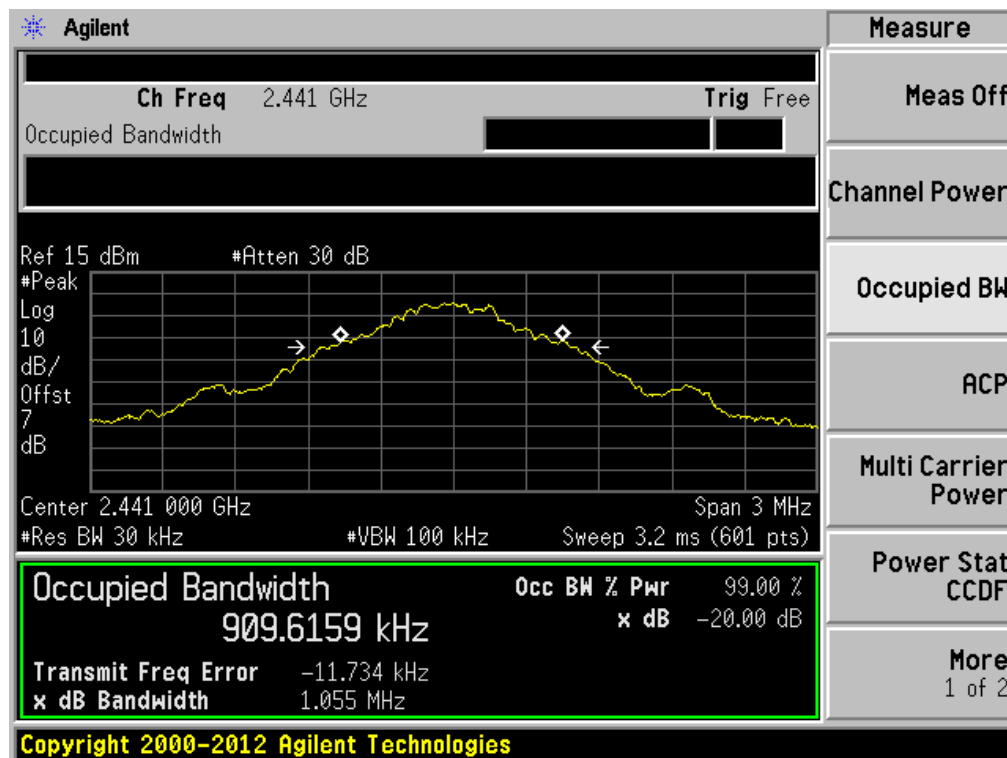 Agilent
Measure
Ch Freq 2.441 GHz Trig Free
Occupied Bandwidth
Meas Off
Channel Power
Occupied BW
ACP
Multi Carrier
Power
Power Stat
CCDF
More
1 of 2
Ref 15 dBm #Atten 30 dB
#Peak
Log
10
dB/
Offst
7
dB
Center 2.441 000 GHz Span 3 MHz
#Res BW 30 kHz #VBW 100 kHz Sweep 3.2 ms (601 pts)
Occupied Bandwidth
909.6159 kHz
Occ BW % Pwr 99.00 %
x dB -20.00 dB
Transmit Freq Error -11.734 kHz
x dB Bandwidth 1.055 MHz
Copyright 2000-2012 Agilent Technologies